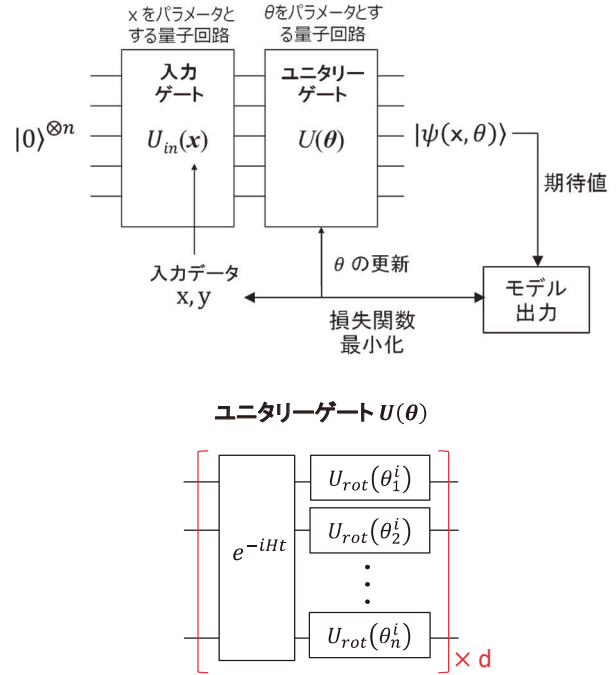 xをパラメータと
する量子回路
θをパラメータとす
る量子回路
入力
ゲート
U_in(x)
ユニタリー
ゲート
U(θ)
|0⟩^⊗n
|ψ(x, θ)⟩
期待値
入力データ
x, y
θ の更新
損失関数
最小化
モデル
出力
ユニタリーゲート U(θ)
e^{-iHt}
U_rot(θ_1^i)
U_rot(θ_2^i)
U_rot(θ_n^i)
× d